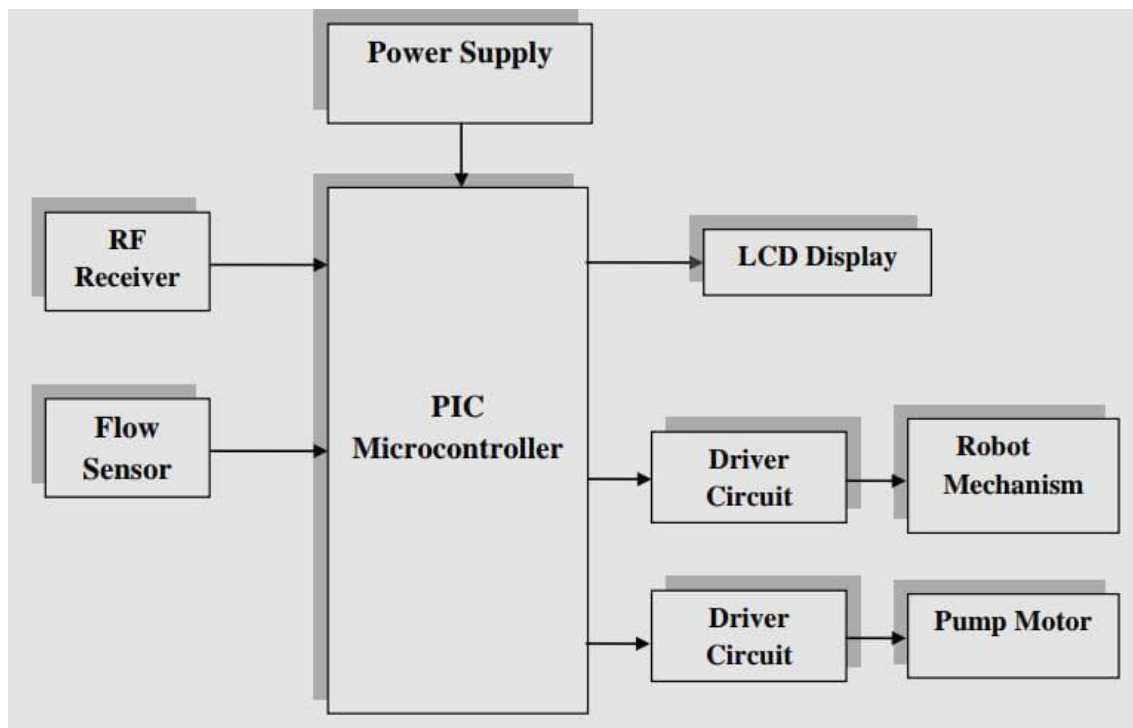 Power Supply
RF
Receiver
LCD Display
Flow
Sensor
PIC
Microcontroller
Driver
Circuit
Robot
Mechanism
Driver
Circuit
Pump Motor